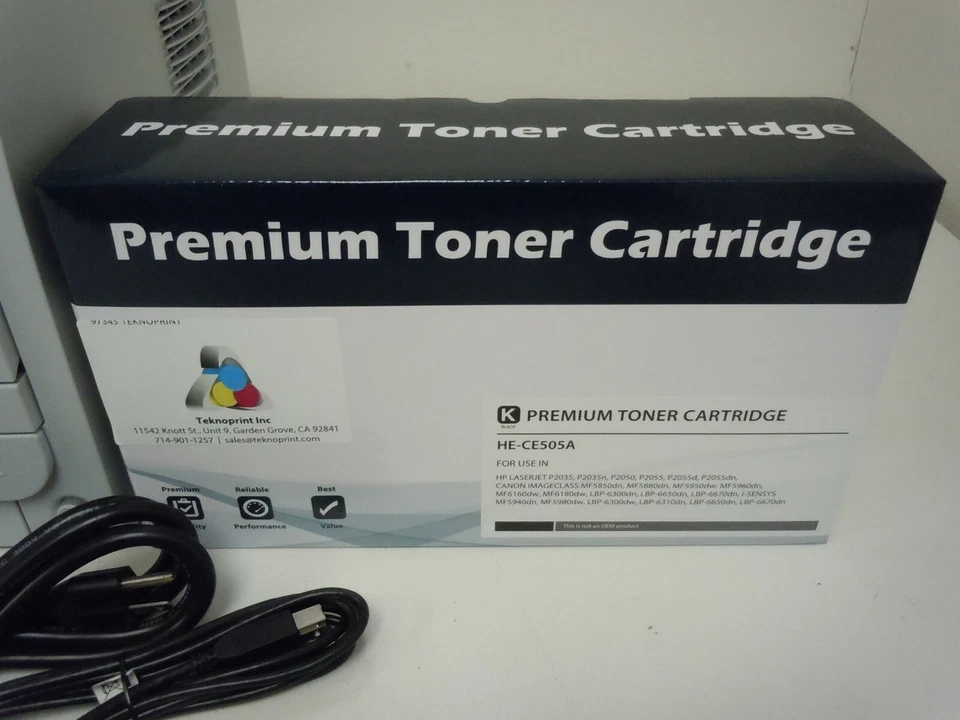 Premium Toner Cartridge
Premium Toner Cartridge
97345 TEKNOPRINT
Teknoprint Inc
11542 Knott St., Unit 9, Garden Grove, CA 92841
714-901-1257 | sales@teknoprint.com
K PREMIUM TONER CARTRIDGE
BLACK
HE-CE505A
FOR USE IN
HP LASERJET P2035, P2035n, P2050, P2055, P2055d, P2055dn,
CANON IMAGECLASS MF5850dn, MF5880dn, MF5950dw, MF5960dn,
MF6160dw, MF6180dw, LBP-6300dn, LBP-6650dn, LBP-6670dn, I-SENSYS
MF5940dn, MF5980dw, LBP-6300dw, LBP-6310dn, LBP-6650dn, LBP-6670dn
This is not an OEM product
Premium Reliable Best
ity Performance Value